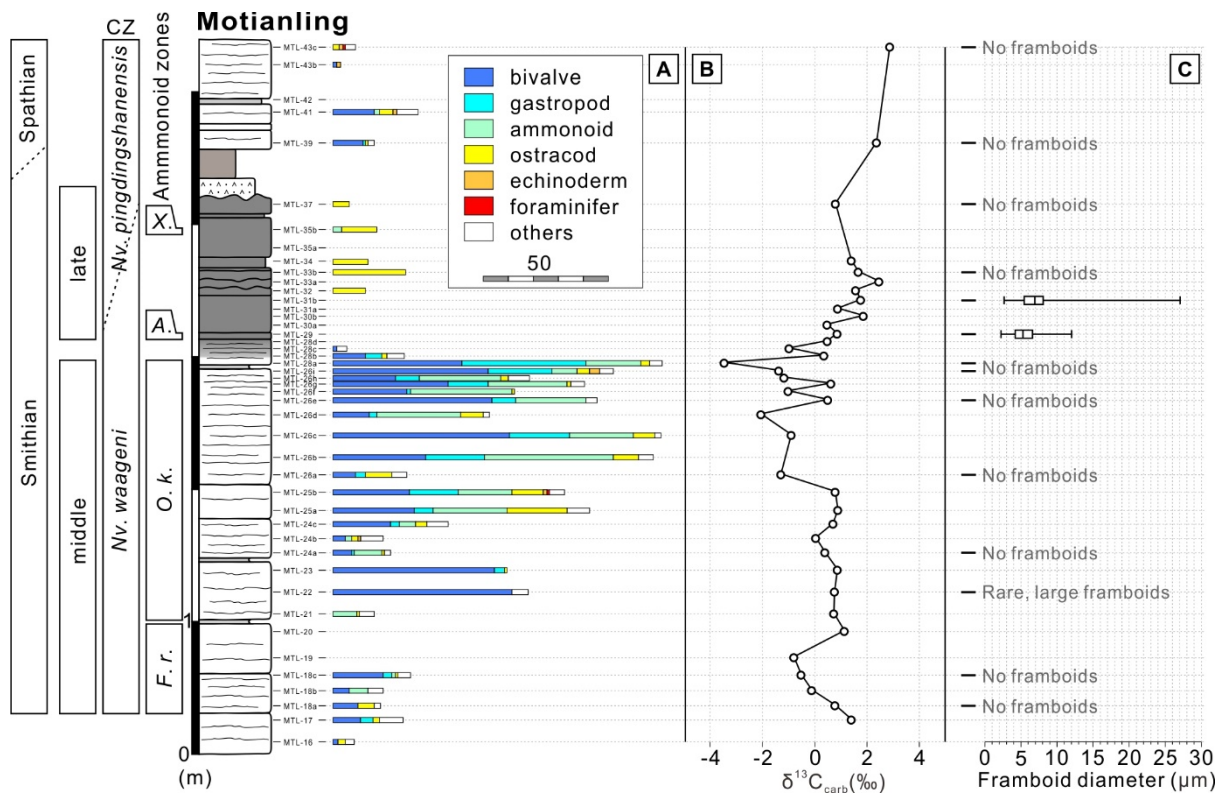 CZ
Motianling
Spathian
Smithian
late
middle
Nv. pingdingshanensis
Nv. waageni
Ammonoid zones
X.
A.
O. k.
F. r.
1
0
(m)
MTL-43c
MTL-43b
MTL-42
MTL-41
MTL-39
MTL-37
MTL-35b
MTL-35a
MTL-34
MTL-33b
MTL-33a
MTL-32
MTL-31b
MTL-31a
MTL-30b
MTL-30a
MTL-29
MTL-28d
MTL-28c
MTL-28b
MTL-28a
MTL-26i
MTL-26h
MTL-26g
MTL-26f
MTL-26e
MTL-26d
MTL-26c
MTL-26b
MTL-26a
MTL-25b
MTL-25a
MTL-24c
MTL-24b
MTL-24a
MTL-23
MTL-22
MTL-21
MTL-20
MTL-19
MTL-18c
MTL-18b
MTL-18a
MTL-17
MTL-16
A
bivalve
gastropod
ammonoid
ostracod
echinoderm
foraminifer
others
50
B
-4 -2 0 2 4
δ13Ccarb(‰)
C
No framboids
No framboids
No framboids
No framboids
No framboids
No framboids
No framboids
No framboids
Rare, large framboids
No framboids
No framboids
0 5 10 15 20 25 30
Framboid diameter (µm)